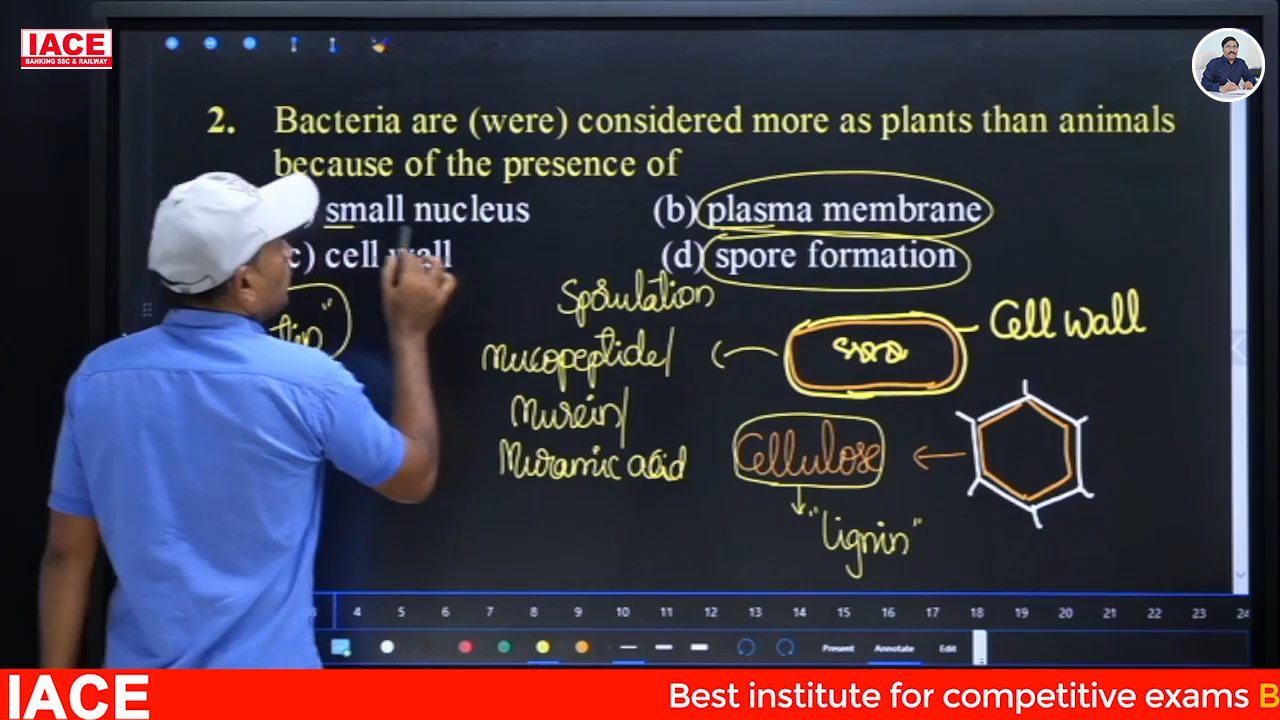 IACE
BANKING SSC & RAILWAY
2. Bacteria are (were) considered more as plants than animals
because of the presence of
) small nucleus (b) plasma membrane
c) cell wall (d) spore formation
Sporulation
Cell wall
Mucopeptide/
Murein/
Muramic acid
Cellulose
"Lignin"
3 4 5 6 7 8 9 10 11 12 13 14 15 16 17 18 19 20 21 22 23 24
Present Annotate Edit
IACE
Best institute for competitive exams B